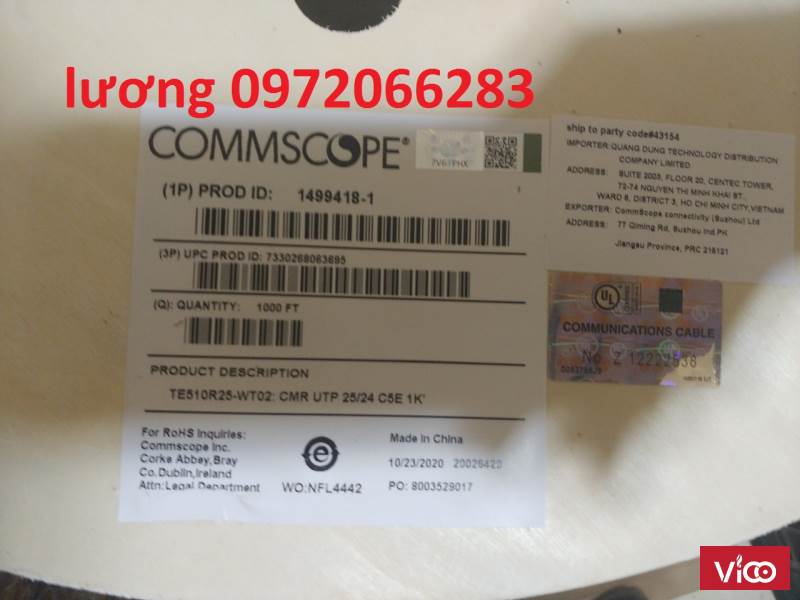 lương 0972066283
COMMSCOPE®
7V67PHX
(1P) PROD ID: 1499418-1
(3P) UPC PROD ID: 7330268063695
(Q): QUANTITY: 1000 FT
PRODUCT DESCRIPTION
TE510R25-WT02: CMR UTP 25/24 C5E 1K'
For RoHS Inquiries:
Commscope Inc.
Corke Abbey,Bray
Co.Dublin,Ireland
Attn:Legal Department
e
WO:NFL4442
Made in China
10/23/2020 20026420
PO: 8003529017
ship to party code#43154
IMPORTER: QUANG DUNG TECHNOLOGY DISTRIBUTION
COMPANY LIMITED
ADDRESS: SUITE 2003, FLOOR 20, CENTEC TOWER,
72-74 NGUYEN THI MINH KHAI ST.,
WARD 6, DISTRICT 3, HO CHI MINH CITY,VIETNAM
EXPORTER: CommScope connectivity (Suzhou) Ltd
ADDRESS: 77 Qiming Rd, Suzhou Ind.PK
Jiangsu Province, PRC 215121
UL
COMMUNICATIONS CABLE
No Z 12222538
ViCO